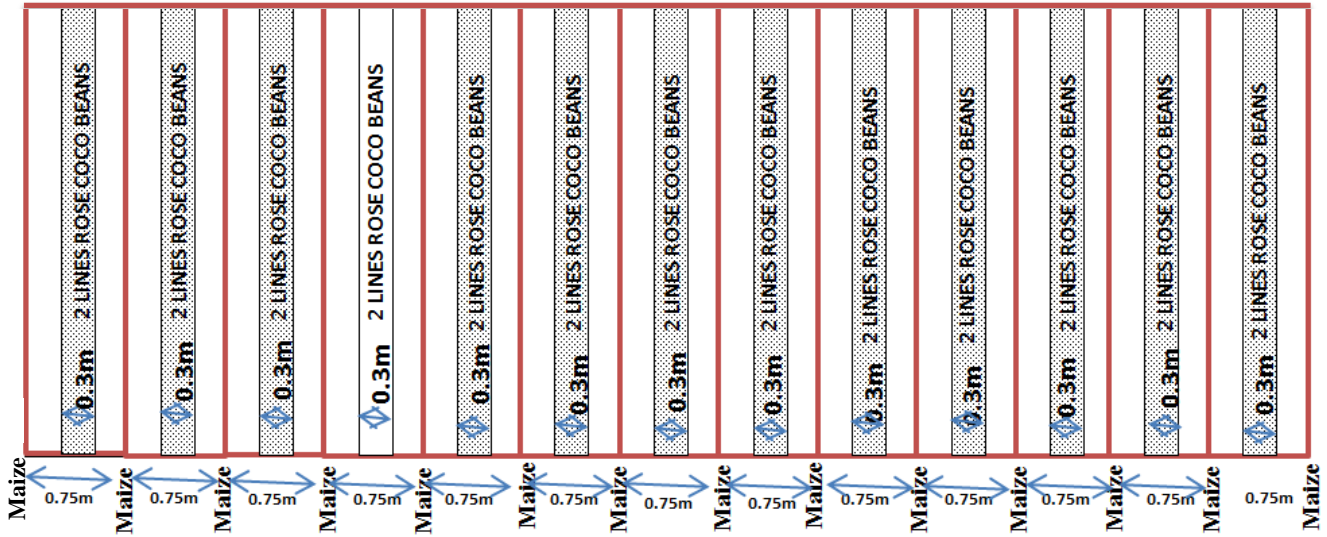 2 LINES ROSE COCO BEANS
2 LINES ROSE COCO BEANS
2 LINES ROSE COCO BEANS
2 LINES ROSE COCO BEANS
2 LINES ROSE COCO BEANS
2 LINES ROSE COCO BEANS
2 LINES ROSE COCO BEANS
2 LINES ROSE COCO BEANS
2 LINES ROSE COCO BEANS
2 LINES ROSE COCO BEANS
2 LINES ROSE COCO BEANS
2 LINES ROSE COCO BEANS
2 LINES ROSE COCO BEANS
0.3m
0.3m
0.3m
0.3m
0.3m
0.3m
0.3m
0.3m
0.3m
0.3m
0.3m
0.3m
0.3m
Maize
0.75m
Maize
0.75m
Maize
0.75m
Maize
0.75m
Maize
0.75m
Maize
0.75m
Maize
0.75m
Maize
0.75m
Maize
0.75m
Maize
0.75m
Maize
0.75m
Maize
0.75m
Maize
0.75m
Maize